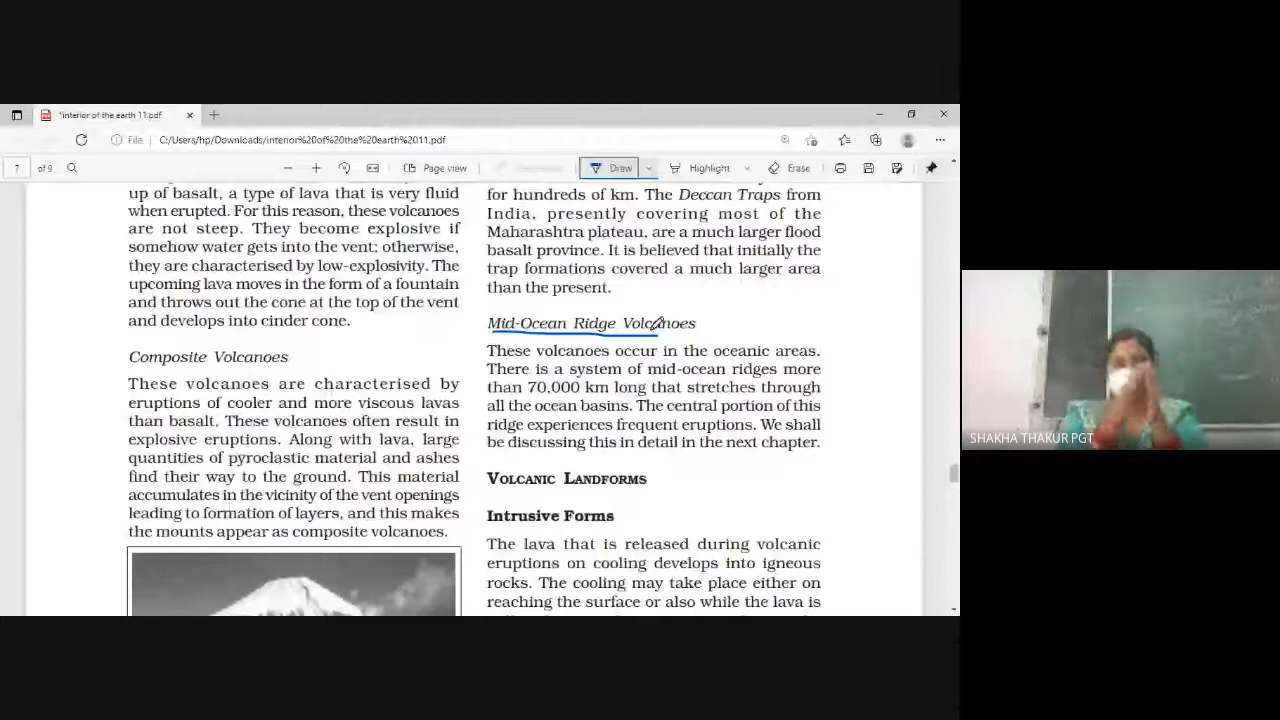 *interior of the earth 11.pdf
File
C:/Users/hp/Downloads/interior%20of%20the%20earth%2011.pdf
7
of 9
Page view
Draw
Highlight
Erase
up of basalt, a type of lava that is very fluid
when erupted. For this reason, these volcanoes
are not steep. They become explosive if
somehow water gets into the vent; otherwise,
they are characterised by low-explosivity. The
upcoming lava moves in the form of a fountain
and throws out the cone at the top of the vent
and develops into cinder cone.
Composite Volcanoes
These volcanoes are characterised by
eruptions of cooler and more viscous lavas
than basalt. These volcanoes often result in
explosive eruptions. Along with lava, large
quantities of pyroclastic material and ashes
find their way to the ground. This material
accumulates in the vicinity of the vent openings
leading to formation of layers, and this makes
the mounts appear as composite volcanoes.
for hundreds of km. The Deccan Traps from
India, presently covering most of the
Maharashtra plateau, are a much larger flood
basalt province. It is believed that initially the
trap formations covered a much larger area
than the present.
Mid-Ocean Ridge Volcanoes
These volcanoes occur in the oceanic areas.
There is a system of mid-ocean ridges more
than 70,000 km long that stretches through
all the ocean basins. The central portion of this
ridge experiences frequent eruptions. We shall
be discussing this in detail in the next chapter.
VOLCANIC LANDFORMS
Intrusive Forms
The lava that is released during volcanic
eruptions on cooling develops into igneous
rocks. The cooling may take place either on
reaching the surface or also while the lava is
SHAKHA THAKUR PGT